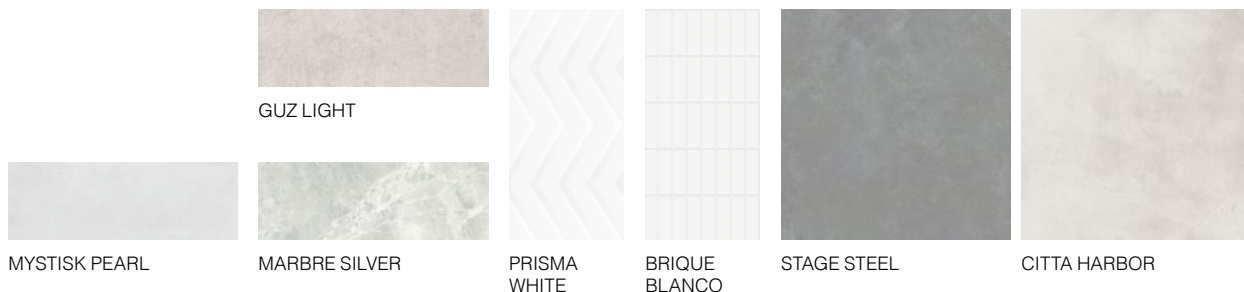 GUZ LIGHT
MYSTISK PEARL
MARBRE SILVER
PRISMA
WHITE
BRIQUE
BLANCO
STAGE STEEL
CITTA HARBOR